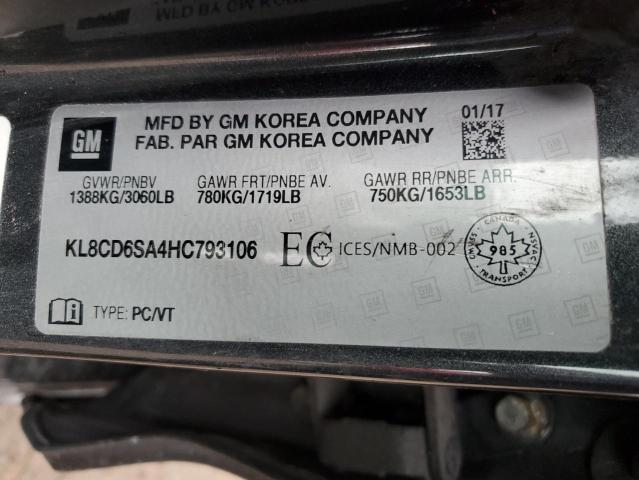 GM
MFD BY GM KOREA COMPANY
FAB. PAR GM KOREA COMPANY
01/17
GVWR/PNBV GAWR FRT/PNBE AV. GAWR RR/PNBE ARR.
1388KG/3060LB 780KG/1719LB 750KG/1653LB
KL8CD6SA4HC793106 EC ICES/NMB-002
CANADA
985
TRANSPORT
i TYPE: PC/VT